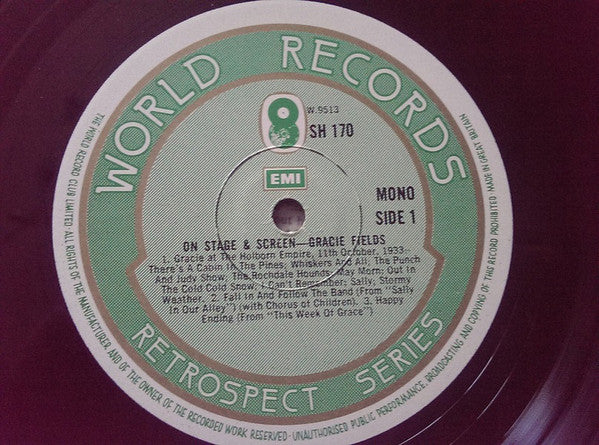 WORLD RECORDS
W.9513
SH 170
EMI
MONO
SIDE 1
ON STAGE & SCREEN—GRACIE FIELDS
1. Gracie at the Holborn Empire, 11th October, 1933—
There's A Cabin In The Pines; Whiskers And All; The Punch
And Judy Show; The Rochdale Hounds; May Morn; Out In
The Cold Cold Snow; I Can't Remember; Sally; Stormy
Weather. 2. Fall In And Follow The Band (From "Sally
In Our Alley") (with Chorus of Children). 3. Happy
Ending (From "This Week Of Grace")
RETROSPECT SERIES
THE WORLD RECORD CLUB LIMITED. ALL RIGHTS OF THE MANUFACTURER, AND OF THE OWNER OF THE RECORDED WORK RESERVED · UNAUTHORISED PUBLIC PERFORMANCE, BROADCASTING AND COPYING OF THIS RECORD PROHIBITED · MADE IN GREAT BRITAIN